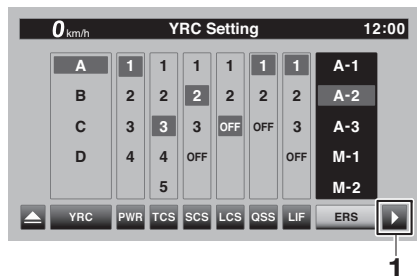 0 km/h YRC Setting 12:00
A 1 1 1 1 1 1 A-1
B 2 2 2 2 2 2 A-2
C 3 3 3 OFF OFF 3 A-3
D 4 4 OFF OFF M-1
5 M-2
YRC PWR TCS SCS LCS QSS LIF ERS
1